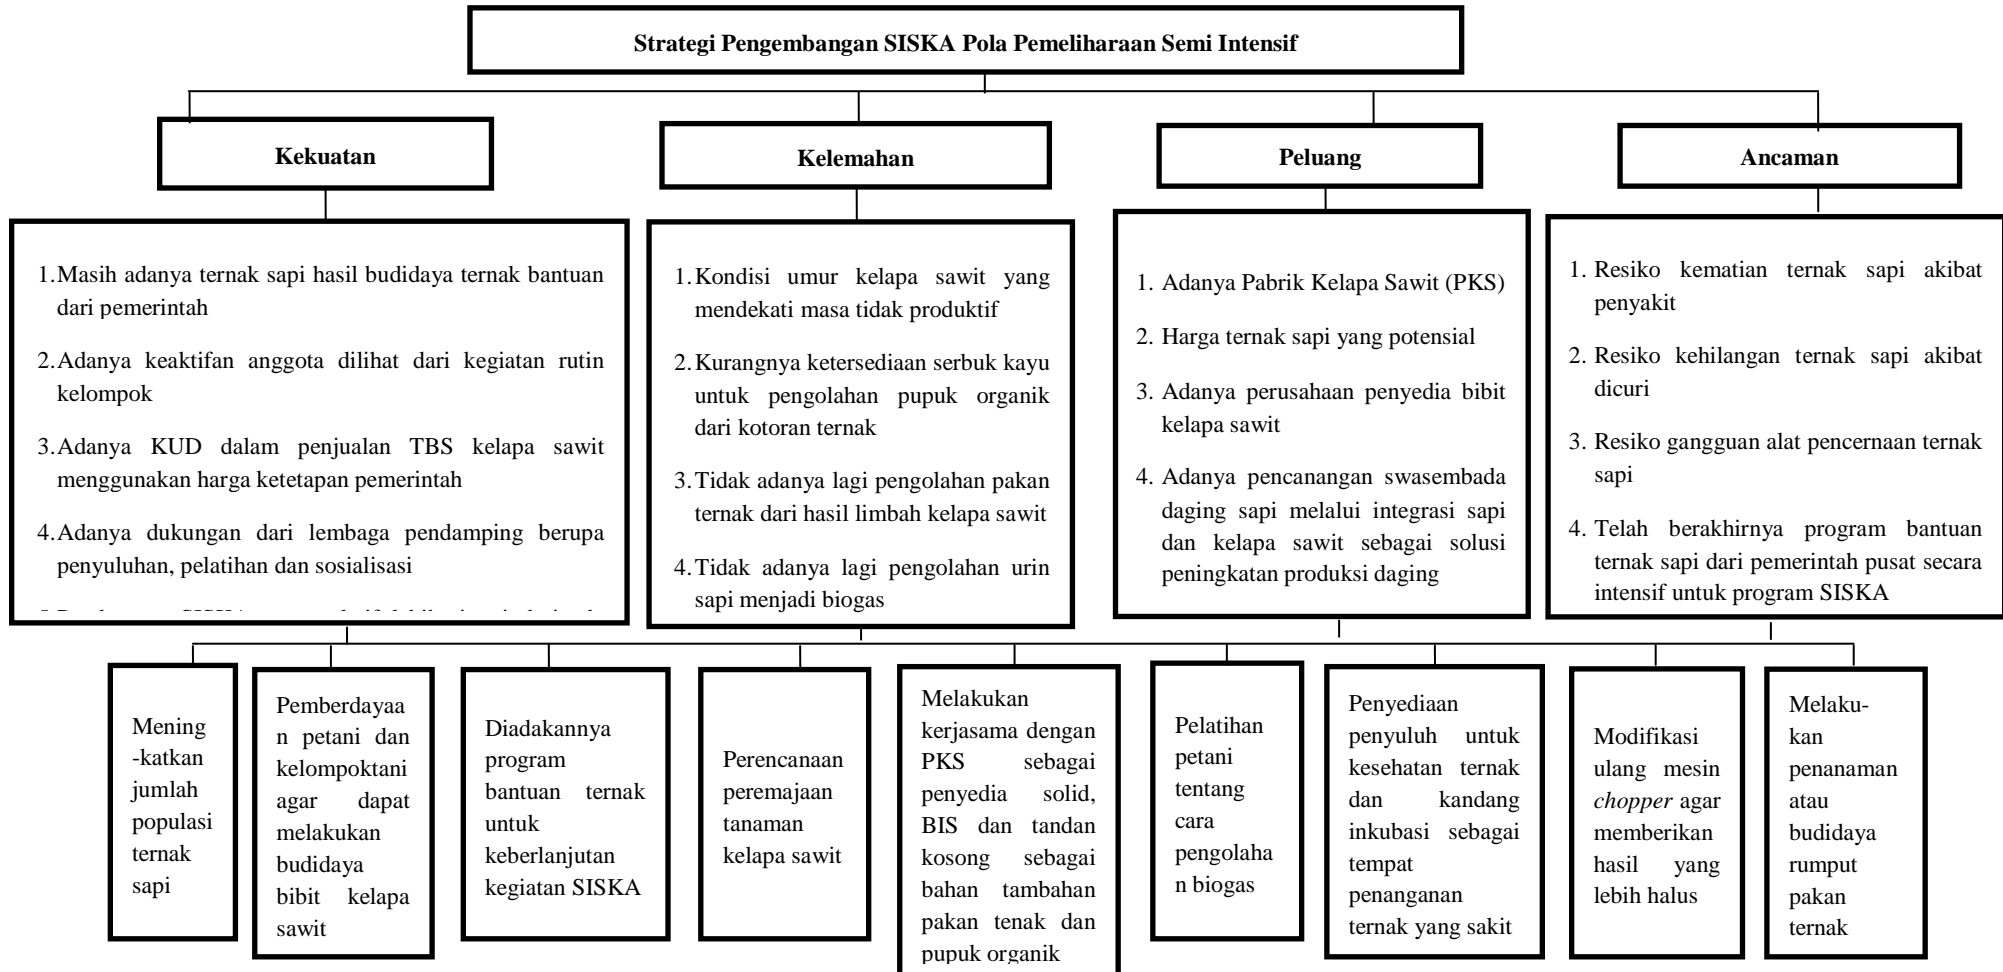 Strategi Pengembangan SISKA Pola Pemeliharaan Semi Intensif
Kekuatan
Kelemahan
Peluang
Ancaman
1. Masih adanya ternak sapi hasil budidaya ternak bantuan
dari pemerintah
2. Adanya keaktifan anggota dilihat dari kegiatan rutin
kelompok
3. Adanya KUD dalam penjualan TBS kelapa sawit
menggunakan harga ketetapan pemerintah
4. Adanya dukungan dari lembaga pendamping berupa
penyuluhan, pelatihan dan sosialisasi
1. Kondisi umur kelapa sawit yang
mendekati masa tidak produktif
2. Kurangnya ketersediaan serbuk kayu
untuk pengolahan pupuk organik
dari kotoran ternak
3. Tidak adanya lagi pengolahan pakan
ternak dari hasil limbah kelapa sawit
4. Tidak adanya lagi pengolahan urin
sapi menjadi biogas
1. Adanya Pabrik Kelapa Sawit (PKS)
2. Harga ternak sapi yang potensial
3. Adanya perusahaan penyedia bibit
kelapa sawit
4. Adanya pencanangan swasembada
daging sapi melalui integrasi sapi
dan kelapa sawit sebagai solusi
peningkatan produksi daging
1. Resiko kematian ternak sapi akibat
penyakit
2. Resiko kehilangan ternak sapi akibat
dicuri
3. Resiko gangguan alat pencernaan ternak
sapi
4. Telah berakhirnya program bantuan
ternak sapi dari pemerintah pusat secara
intensif untuk program SISKA
Mening
-katkan
jumlah
populasi
ternak
sapi
Pemberdayaa
n petani dan
kelompoktani
agar dapat
melakukan
budidaya
bibit kelapa
sawit
Diadakannya
program
bantuan ternak
untuk
keberlanjutan
kegiatan SISKA
Perencanaan
peremajaan
tanaman
kelapa sawit
Melakukan
kerjasama dengan
PKS sebagai
penyedia solid,
BIS dan tandan
kosong sebagai
bahan tambahan
pakan tenak dan
pupuk organik
Pelatihan
petani
tentang
cara
pengolaha
n biogas
Penyediaan
penyuluh untuk
kesehatan ternak
dan kandang
inkubasi sebagai
tempat
penanganan
ternak yang sakit
Modifikasi
ulang mesin
chopper agar
memberikan
hasil yang
lebih halus
Melaku-
kan
penanaman
atau
budidaya
rumput
pakan
ternak